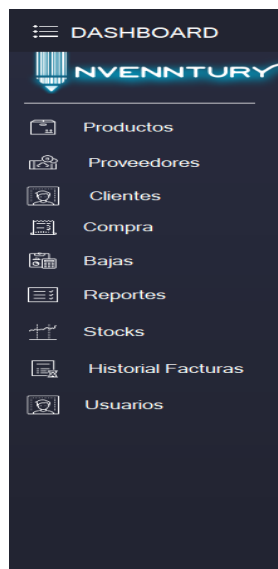 DASHBOARD
NVENNTURY
Productos
Proveedores
Clientes
Compra
Bajas
Reportes
Stocks
Historial Facturas
Usuarios